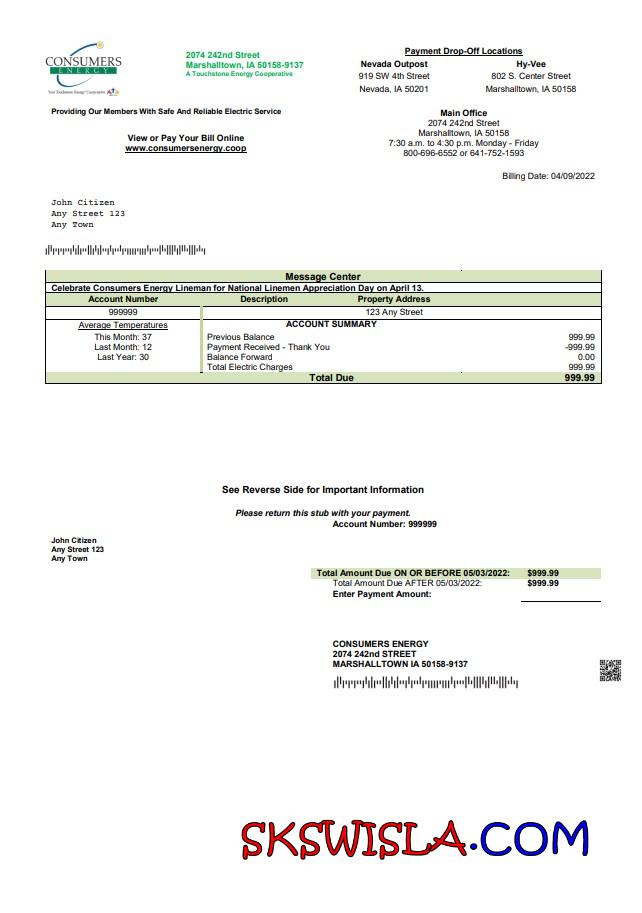 CONSUMERS
ENERGY
Your Touchstone Energy® Cooperative
2074 242nd Street
Marshalltown, IA 50158-9137
A Touchstone Energy Cooperative
Payment Drop-Off Locations
Nevada Outpost
919 SW 4th Street
Nevada, IA 50201
Hy-Vee
802 S. Center Street
Marshalltown, IA 50158
Providing Our Members With Safe And Reliable Electric Service
View or Pay Your Bill Online
www.consumersenergy.coop
Main Office
2074 242nd Street
Marshalltown, IA 50158
7:30 a.m. to 4:30 p.m. Monday - Friday
800-696-6552 or 641-752-1593
Billing Date: 04/09/2022
John Citizen
Any Street 123
Any Town
Message Center
Celebrate Consumers Energy Lineman for National Linemen Appreciation Day on April 13.
Account Number Description Property Address
999999 123 Any Street
Average Temperatures
This Month: 37
Last Month: 12
Last Year: 30
ACCOUNT SUMMARY
Previous Balance 999.99
Payment Received - Thank You -999.99
Balance Forward 0.00
Total Electric Charges 999.99
Total Due 999.99
See Reverse Side for Important Information
Please return this stub with your payment.
Account Number: 999999
John Citizen
Any Street 123
Any Town
Total Amount Due ON OR BEFORE 05/03/2022: $999.99
Total Amount Due AFTER 05/03/2022: $999.99
Enter Payment Amount:
CONSUMERS ENERGY
2074 242nd STREET
MARSHALLTOWN IA 50158-9137
SKSWISLA.COM